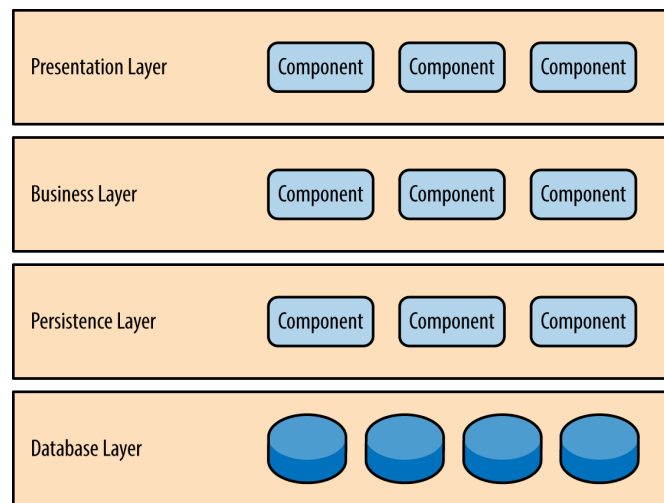 Presentation Layer
Component Component Component
Business Layer
Component Component Component
Persistence Layer
Component Component Component
Database Layer